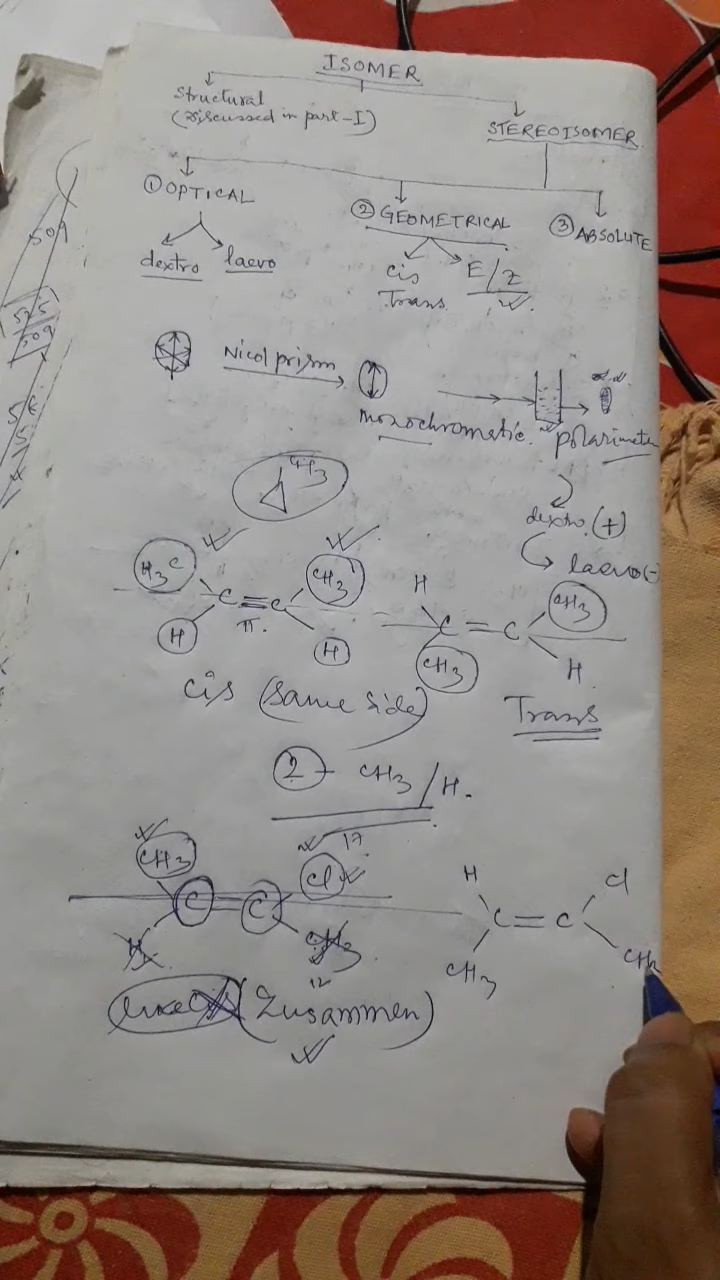 ISOMER
Structural
(Discussed in part-I)
STEREOISOMER
① OPTICAL
② GEOMETRICAL
③ ABSOLUTE
dextro laevo
cis E/Z
Trans
Nicol prism
monochromatic. polarimeter
dextro (+)
laevo(-)
H₃C CH₃
C = C
H π. H
H CH₃
C = C
CH₃ H
cis (same side)
Trans
② - CH₃/H.
17
CH₃ Cl
C = C
H CH₃
12
H Cl
C = C
CH₃ CH₃
(Zusammen)
509